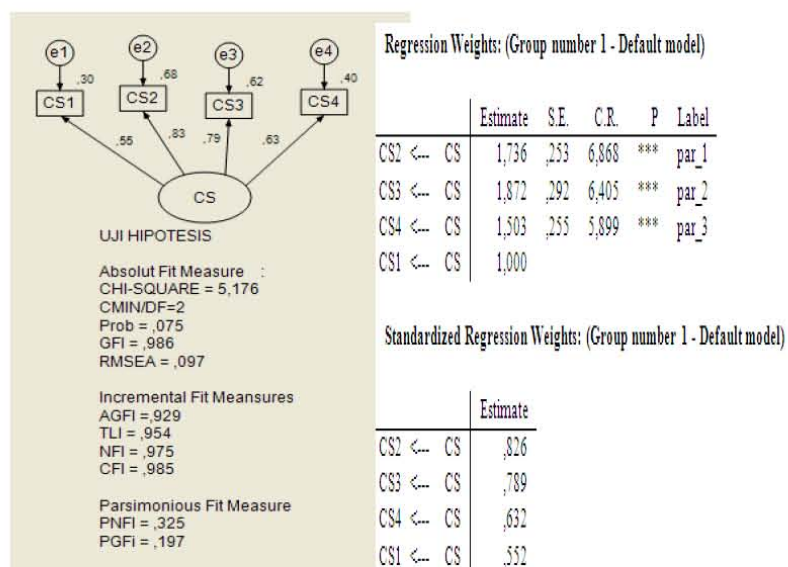 e1 e2 e3 e4
,30 ,68 ,62 ,40
CS1 CS2 CS3 CS4
,55 ,83 ,79 ,63
CS
UJI HIPOTESIS
Absolut Fit Measure :
CHI-SQUARE = 5,176
CMIN/DF=2
Prob = ,075
GFI = ,986
RMSEA = ,097
Incremental Fit Meansures
AGFI =,929
TLI = ,954
NFI = ,975
CFI = ,985
Parsimonious Fit Measure
PNFI = ,325
PGFi = ,197
Regression Weights: (Group number 1 - Default model)
Estimate S.E. C.R. P Label
CS2 <--- CS 1,736 ,253 6,868 *** par_1
CS3 <--- CS 1,872 ,292 6,405 *** par_2
CS4 <--- CS 1,503 ,255 5,899 *** par_3
CS1 <--- CS 1,000
Standardized Regression Weights: (Group number 1 - Default model)
Estimate
CS2 <--- CS ,826
CS3 <--- CS ,789
CS4 <--- CS ,632
CS1 <--- CS ,552